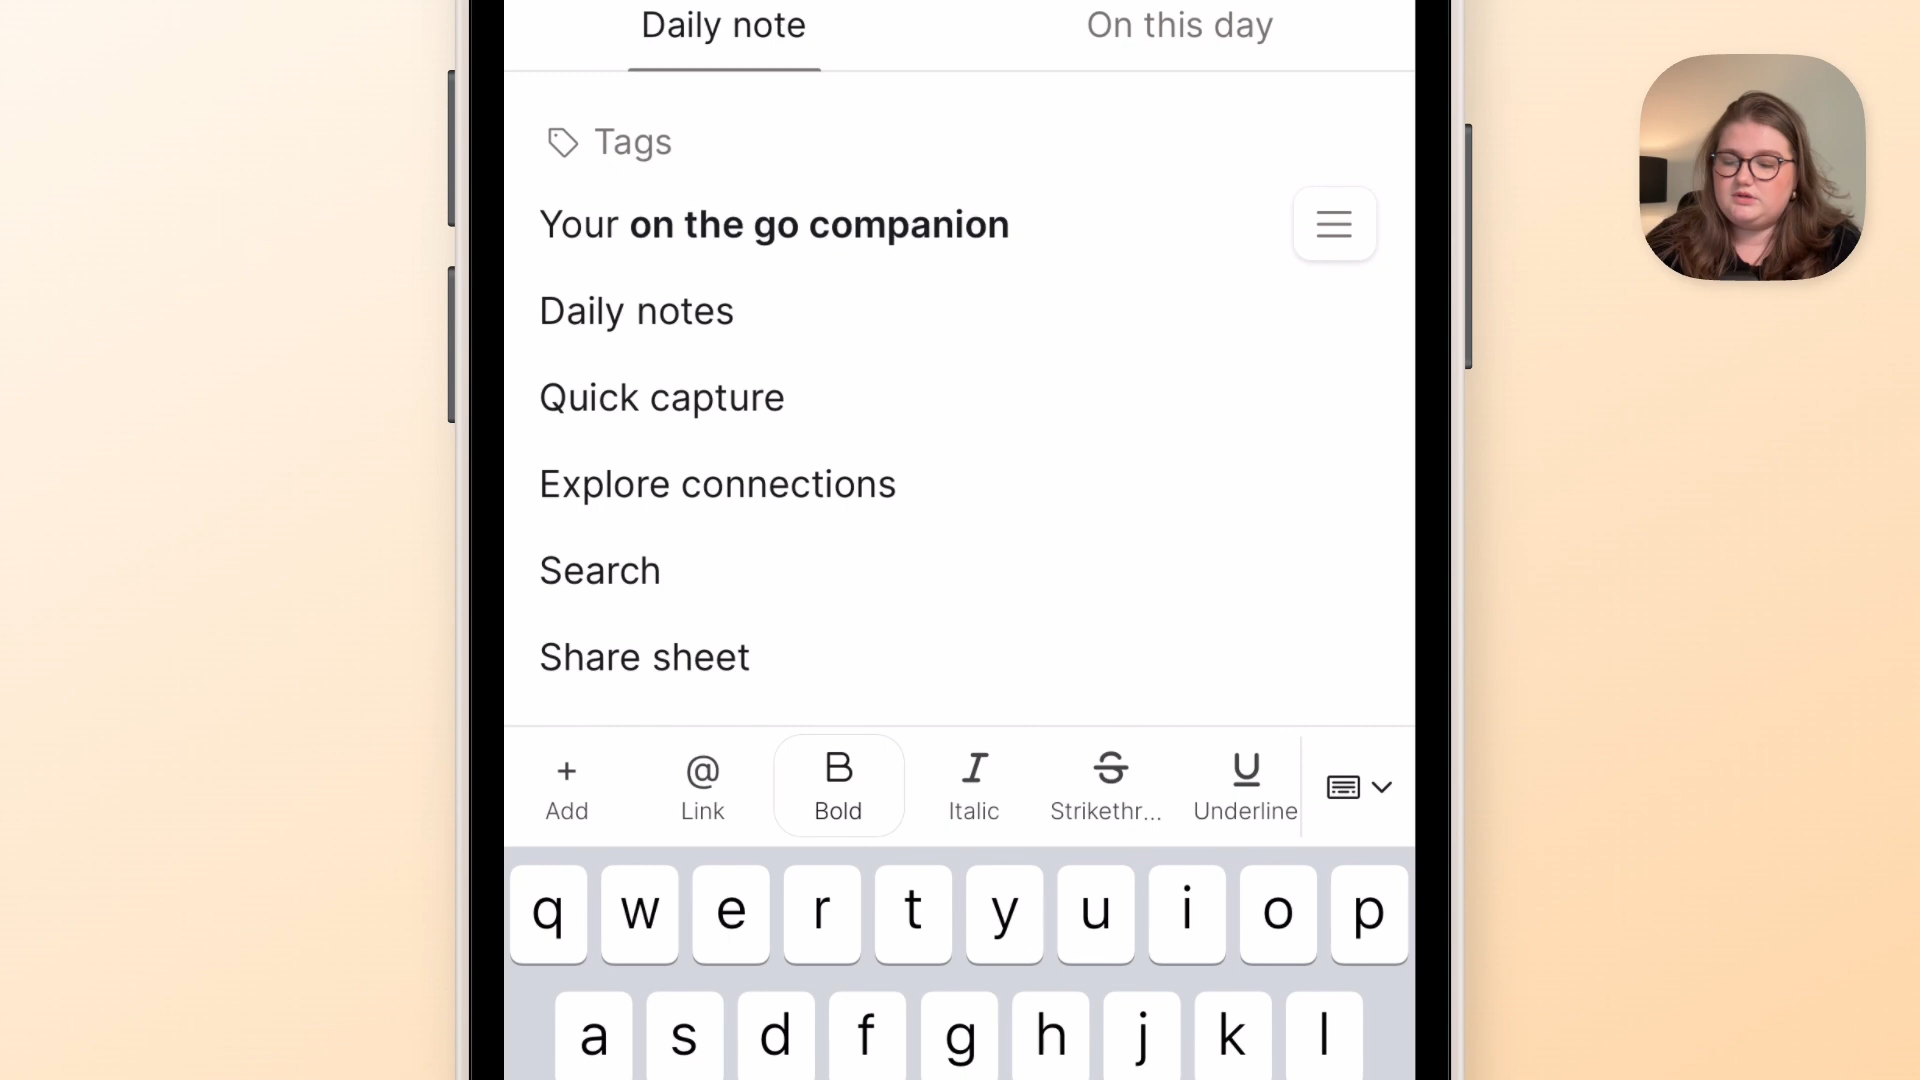 Daily note
On this day
Tags
Your on the go companion
Daily notes
Quick capture
Explore connections
Search
Share sheet
+
Add
@
Link
B
Bold
I
Italic
S
Strikethr...
U
Underline
q w e r t y u i o p
a s d f g h j k l